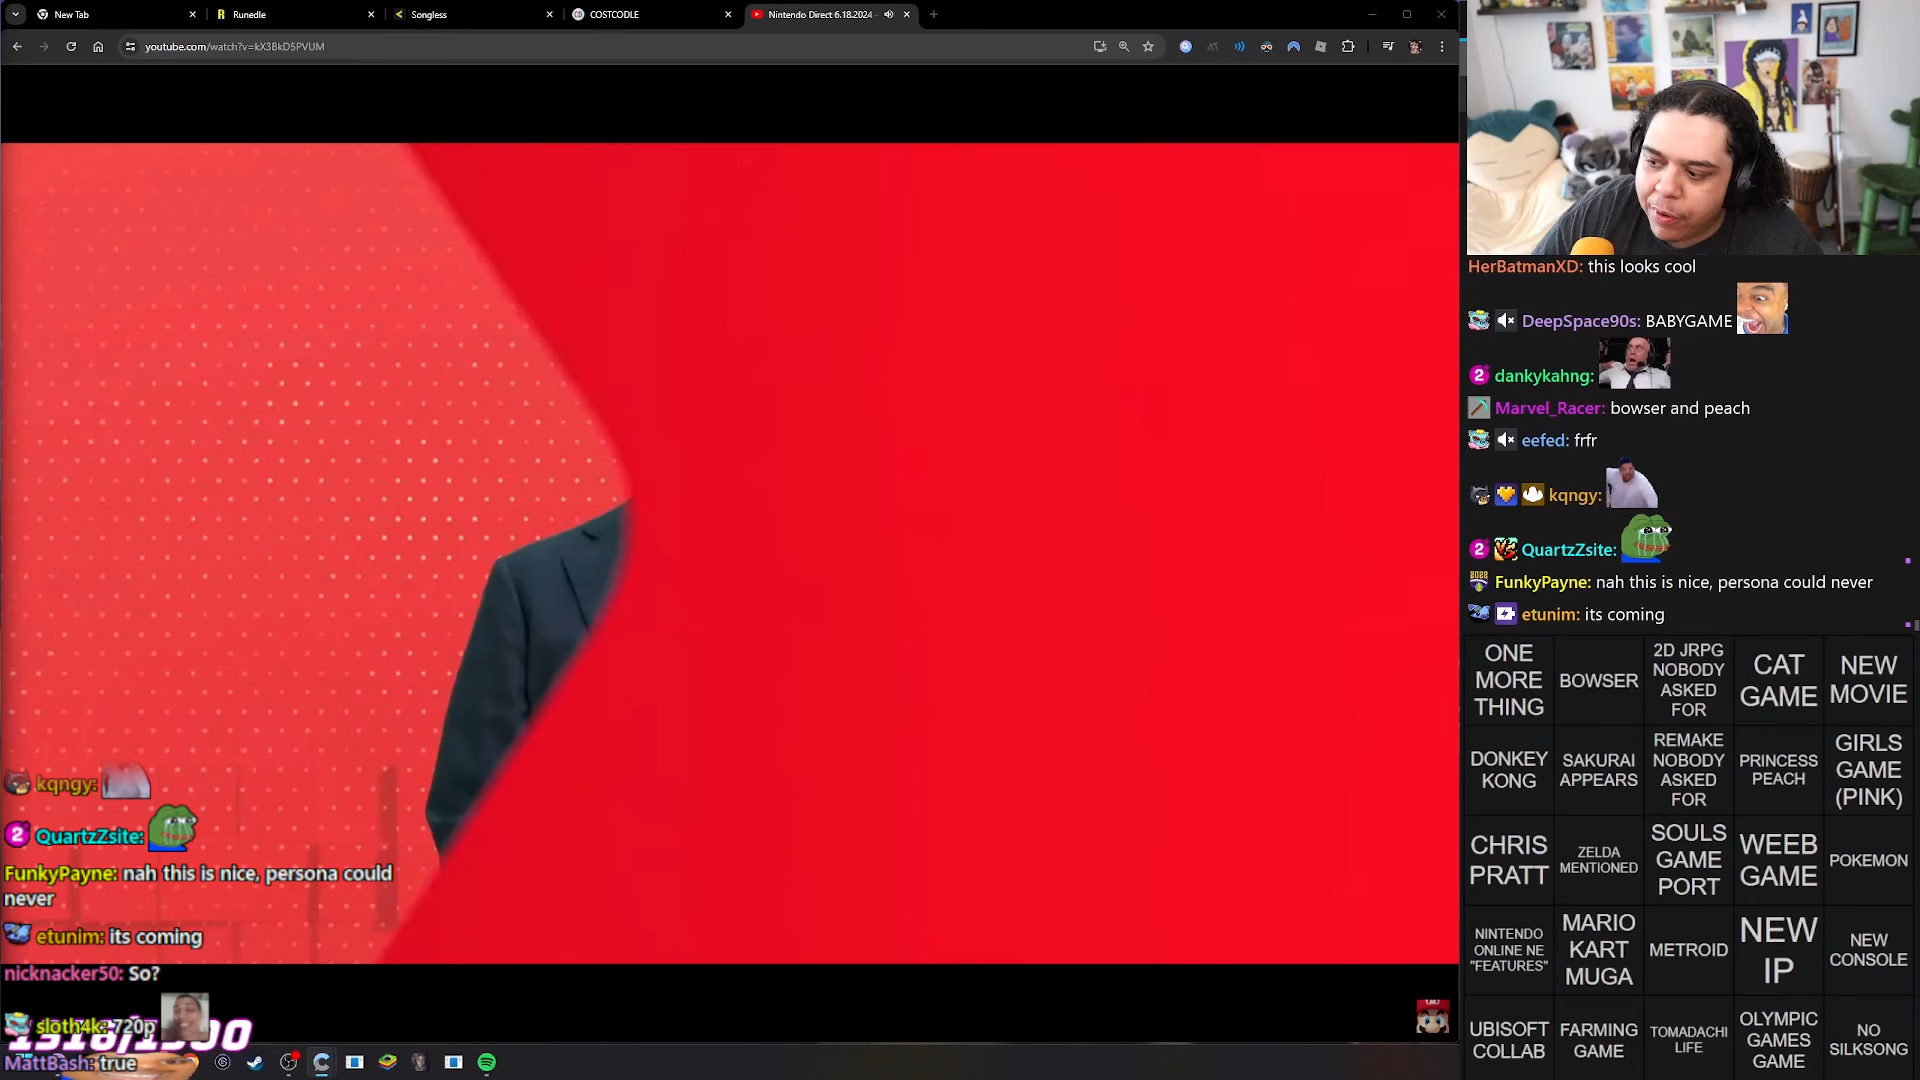 New Tab
Runedle
Songless
COSTCODLE
Nintendo Direct 6.18.2024 -
youtube.com/watch?v=kX3BkD5PVUM
HerBatmanXD: this looks cool
DeepSpace90s: BABYGAME
2 dankykahng:
Marvel_Racer: bowser and peach
eefed: frfr
kqngy:
2 QuartzZsite:
2022 FunkyPayne: nah this is nice, persona could never
etunim: its coming
ONE MORE THING
BOWSER
2D JRPG NOBODY ASKED FOR
CAT GAME
NEW MOVIE
DONKEY KONG
SAKURAI APPEARS
REMAKE NOBODY ASKED FOR
PRINCESS PEACH
GIRLS GAME (PINK)
CHRIS PRATT
ZELDA MENTIONED
SOULS GAME PORT
WEEB GAME
POKEMON
NINTENDO ONLINE NE "FEATURES"
MARIO KART MUGA
METROID
NEW IP
NEW CONSOLE
UBISOFT COLLAB
FARMING GAME
TOMADACHI LIFE
OLYMPIC GAMES GAME
NO SILKSONG
kqngy:
2 QuartzZsite:
FunkyPayne: nah this is nice, persona could
never
etunim: its coming
nicknacker50: So?
sloth4k: 720p
MattBash: true